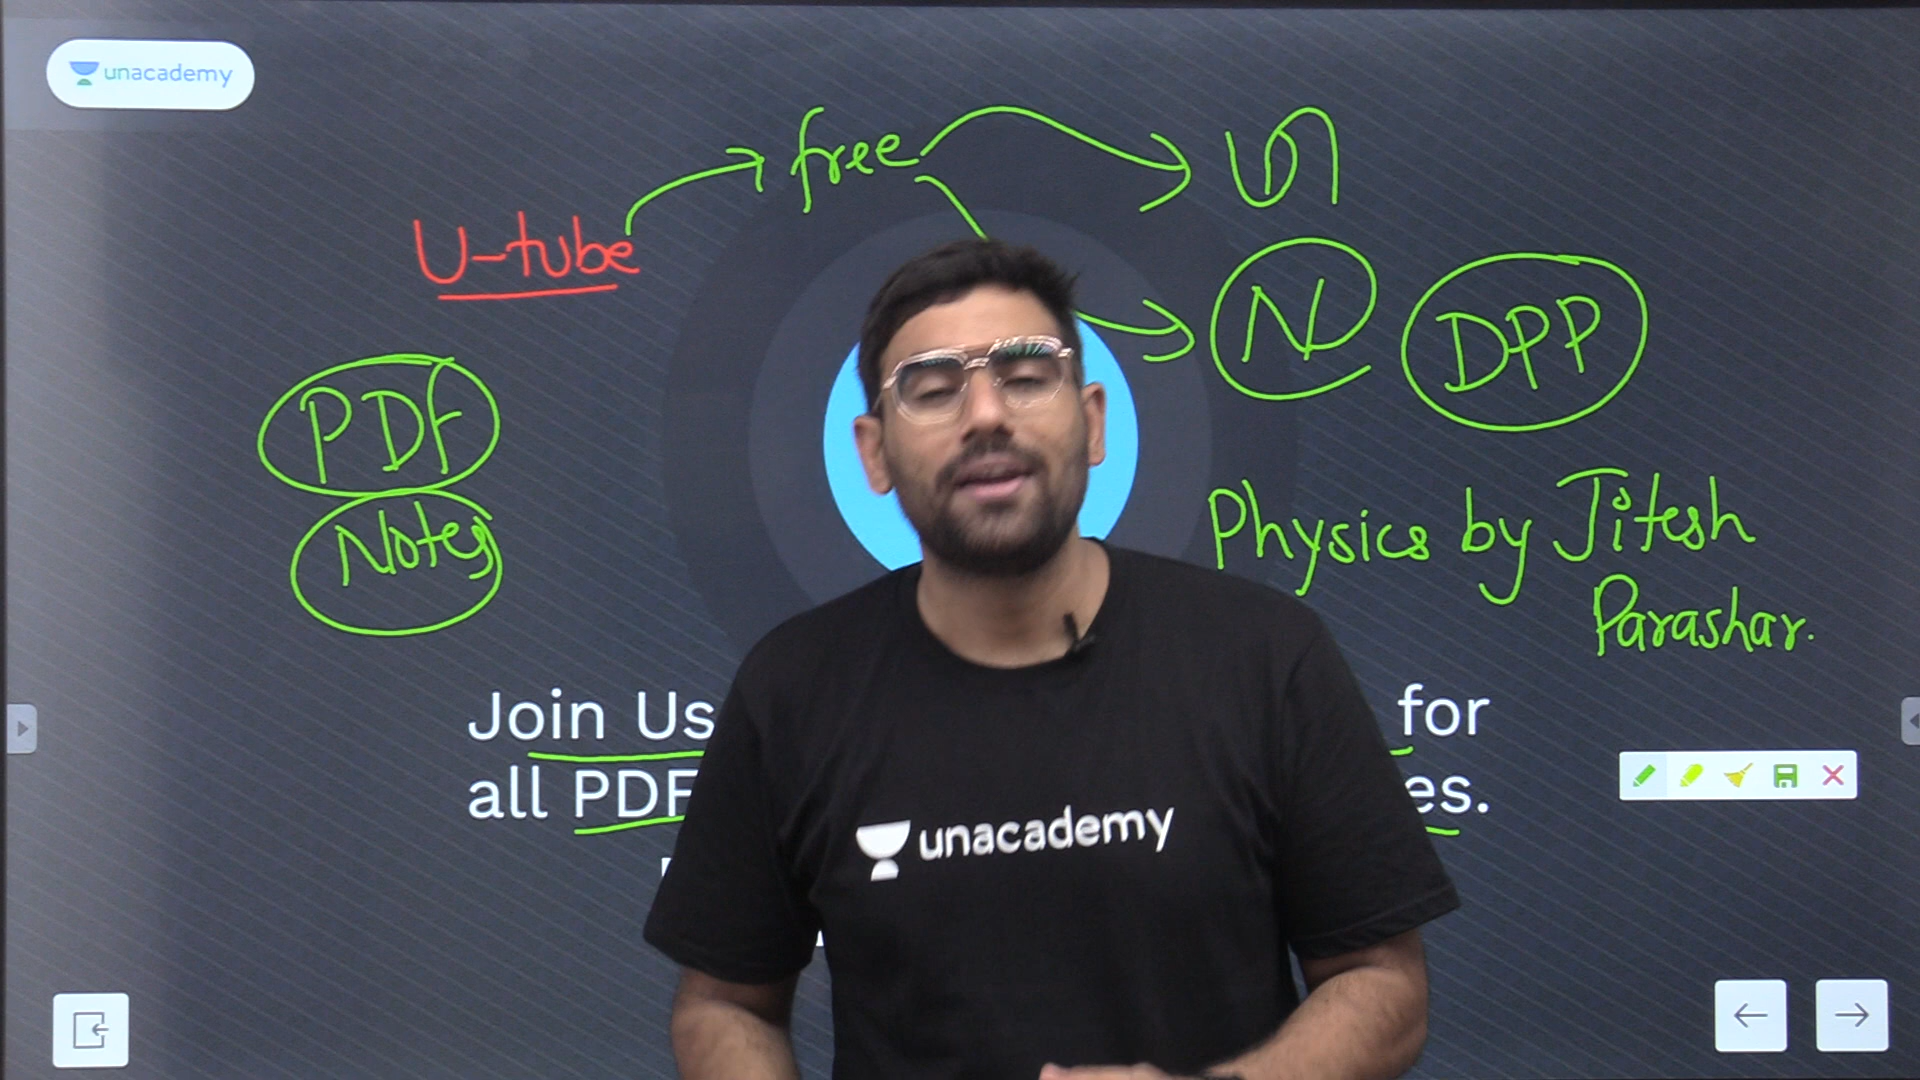 unacademy
free
U-tube
N
DPP
PDF
Notes
Physics by Jitesh
Parashar.
Join Us for
all PDF es.
unacademy